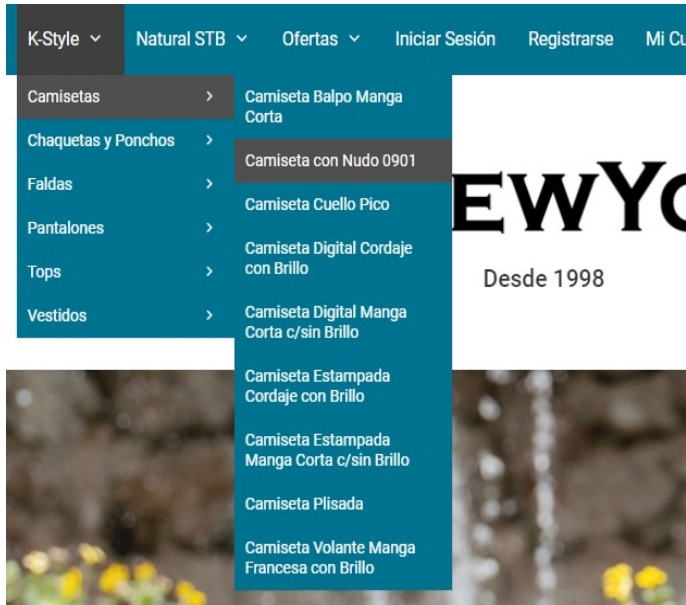 K-Style
Natural STB
Ofertas
Iniciar Sesión
Registrarse
Mi
Camisetas
Chaquetas y Ponchos
Faldas
Pantalones
Tops
Vestidos
Camiseta Balpo Manga
Corta
Camiseta con Nudo 0901
Camiseta Cuello Pico
Camiseta Digital Cordaje
con Brillo
Camiseta Digital Manga
Corta c/sin Brillo
Camiseta Estampada
Cordaje con Brillo
Camiseta Estampada
Manga Corta c/sin Brillo
Camiseta Plisada
Camiseta Volante Manga
Francesa con Brillo
Desde 1998